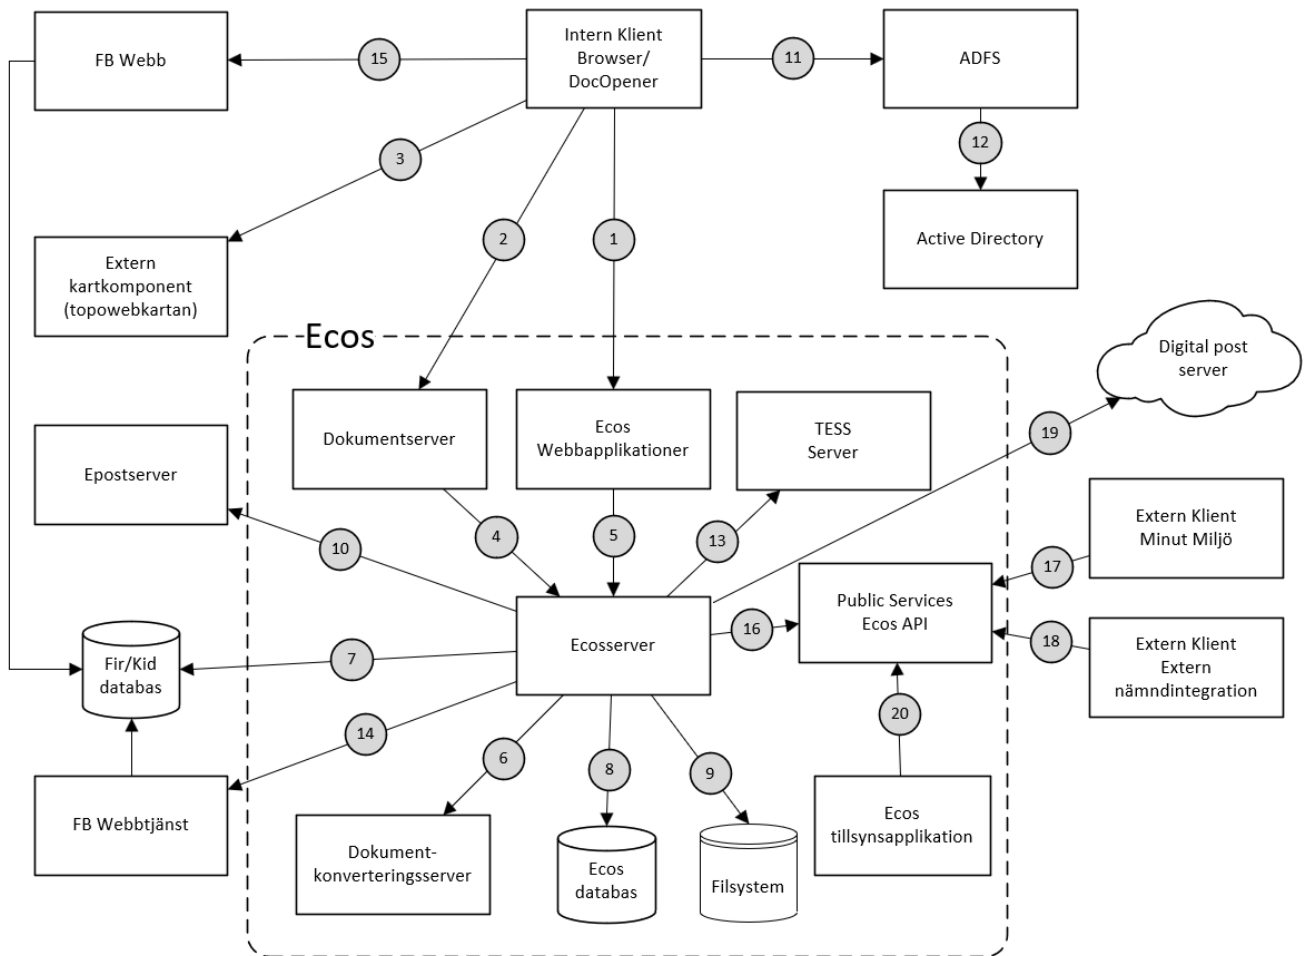 FB Webb
15
Intern Klient
Browser/
DocOpener
11
ADFS
12
Active Directory
3
Extern
kartkomponent
(topowebkartan)
2
1
Ecos
Digital post
server
Dokumentserver
Ecos
Webbapplikationer
TESS
Server
19
Epostserver
10
4
5
13
Extern Klient
Minut Miljö
17
Public Services
Ecos API
16
18
Extern Klient
Extern
nämndintegration
Ecosserver
Fir/Kid
databas
7
14
20
6
8
9
FB Webbtjänst
Dokument-
konverteringsserver
Ecos
databas
Filsystem
Ecos
tillsynsapplikation